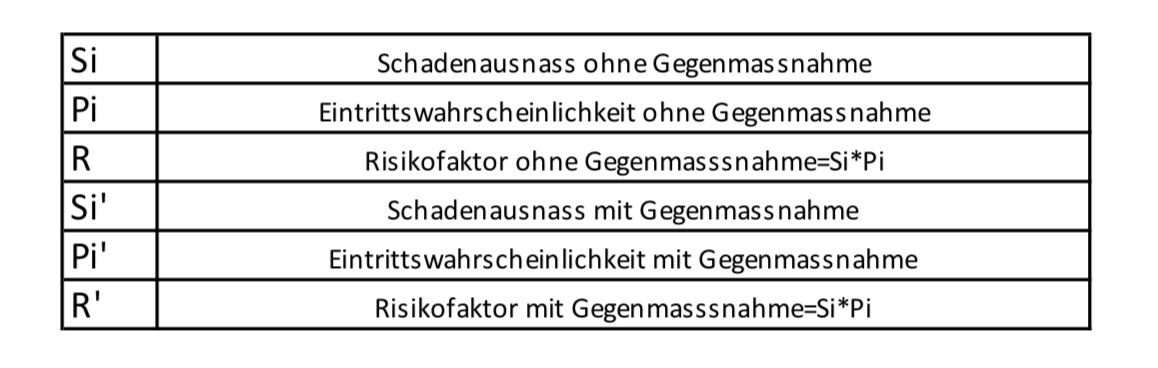 Si Schadenausnass ohne Gegenmassnahme
Pi Eintrittswahrscheinlichkeit ohne Gegenmassnahme
R Risikofaktor ohne Gegenmasssnahme=Si*Pi
Si' Schadenausnass mit Gegenmassnahme
Pi' Eintrittswahrscheinlichkeit mit Gegenmassnahme
R' Risikofaktor mit Gegenmasssnahme=Si*Pi